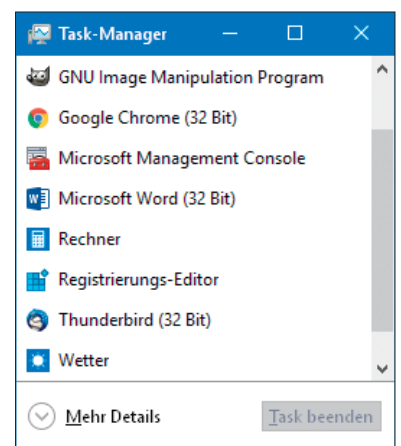 Task-Manager
GNU Image Manipulation Program
Google Chrome (32 Bit)
Microsoft Management Console
Microsoft Word (32 Bit)
Rechner
Registrierungs-Editor
Thunderbird (32 Bit)
Wetter
Mehr Details
Task beenden